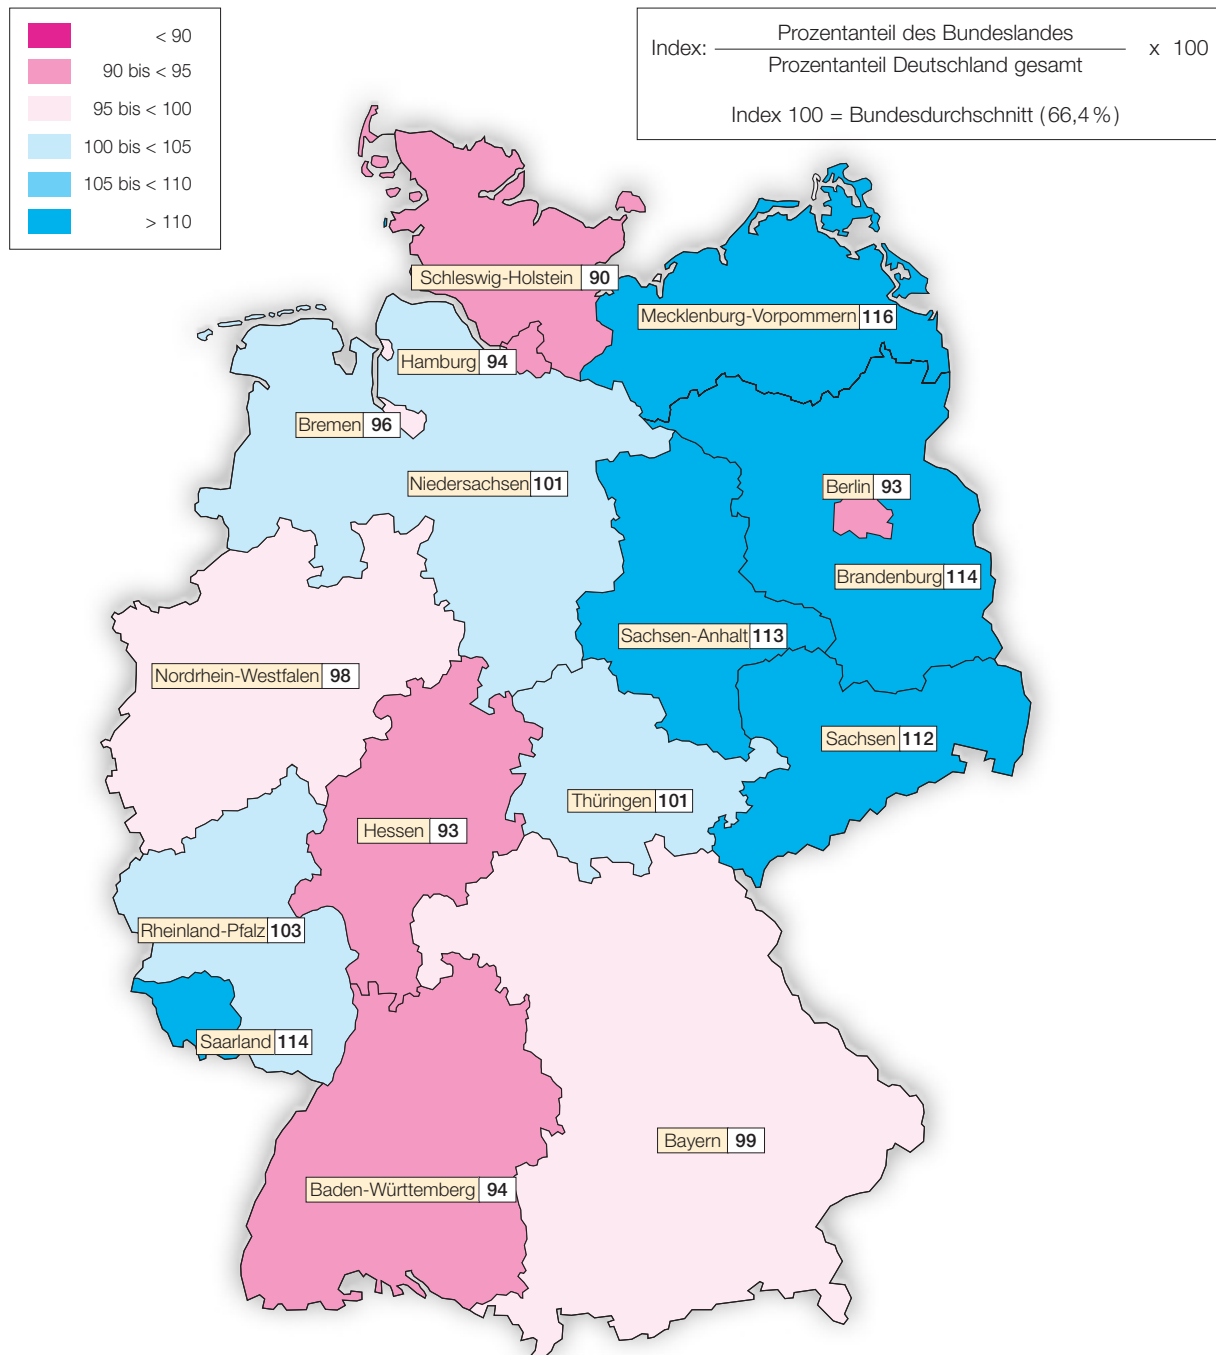 < 90
90 bis < 95
95 bis < 100
100 bis < 105
105 bis < 110
> 110
Index: Prozentanteil des Bundeslandes x 100
Prozentanteil Deutschland gesamt
Index 100 = Bundesdurchschnitt (66,4 %)
Schleswig-Holstein 90
Mecklenburg-Vorpommern 116
Hamburg 94
Bremen 96
Niedersachsen 101
Berlin 93
Brandenburg 114
Sachsen-Anhalt 113
Nordrhein-Westfalen 98
Sachsen 112
Thüringen 101
Hessen 93
Rheinland-Pfalz 103
Saarland 114
Bayern 99
Baden-Württemberg 94